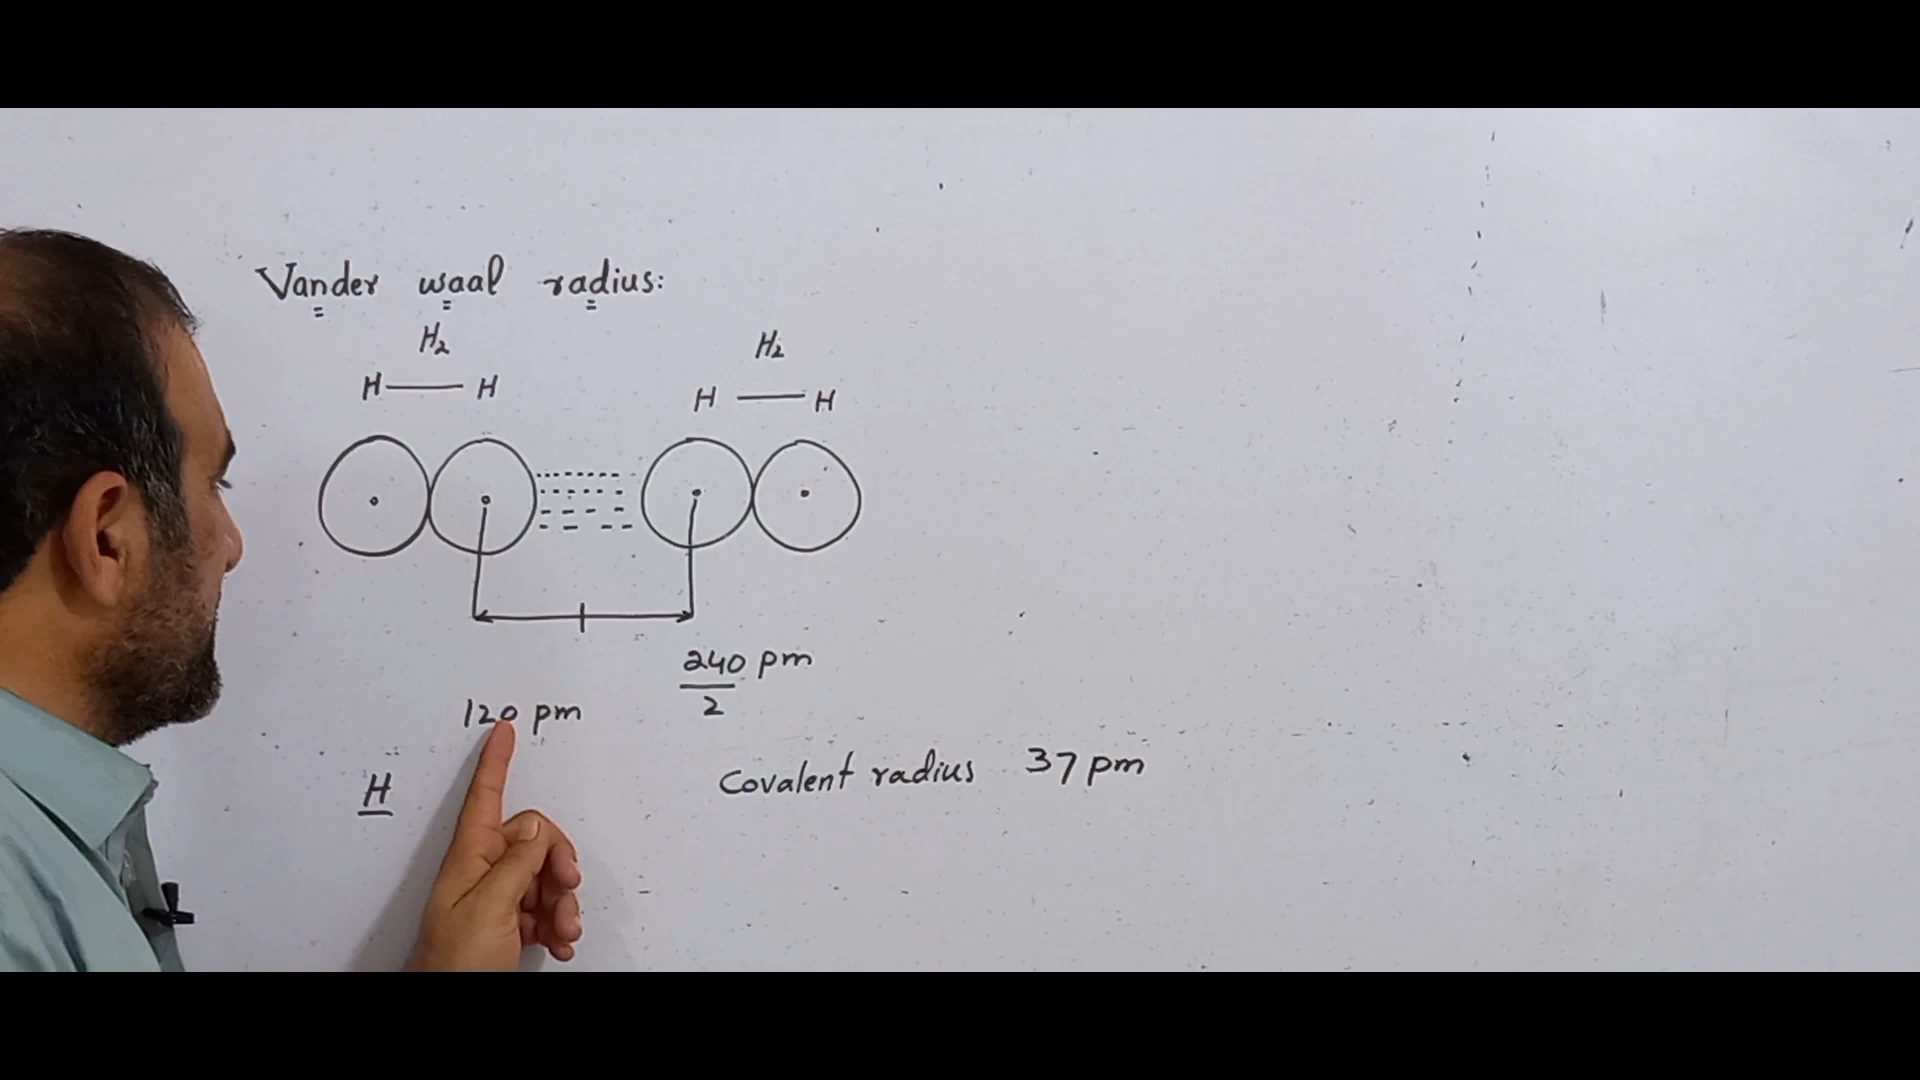 Vander waal radius:
H₂ H₂
H — H H — H
240 pm
2
120 pm
Covalent radius 37 pm
H